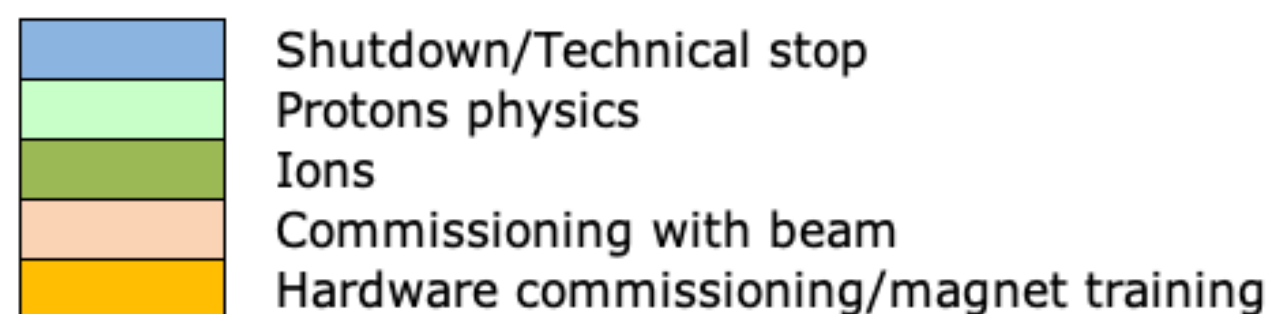 Shutdown/Technical stop
Protons physics
Ions
Commissioning with beam
Hardware commissioning/magnet training